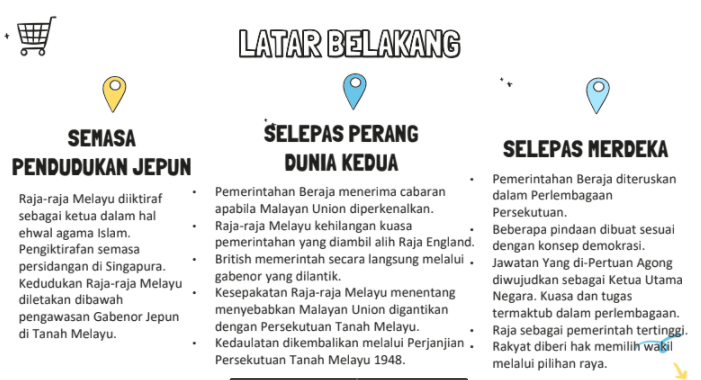 LATAR BELAKANG
SEMASA
PENDUDUKAN JEPUN
Raja-raja Melayu diiktiraf
sebagai ketua dalam hal
ehwal agama Islam.
Pengiktirafan semasa
persidangan di Singapura.
Kedudukan Raja-raja Melayu
diletakan dibawah
pengawasan Gabenor Jepun
di Tanah Melayu.
SELEPAS PERANG
DUNIA KEDUA
• Pemerintahan Beraja menerima cabaran
apabila Malayan Union diperkenalkan.
• Raja-raja Melayu kehilangan kuasa
pemerintahan yang diambil alih Raja England.
• British memerintah secara langsung melalui
gabenor yang dilantik.
• Kesepakatan Raja-raja Melayu menentang
menyebabkan Malayan Union digantikan
dengan Persekutuan Tanah Melayu.
• Kedaulatan dikembalikan melalui Perjanjian
Persekutuan Tanah Melayu 1948.
SELEPAS MERDEKA
• Pemerintahan Beraja diteruskan
dalam Perlembagaan
Persekutuan.
• Beberapa pindaan dibuat sesuai
dengan konsep demokrasi.
• Jawatan Yang di-Pertuan Agong
diwujudkan sebagai Ketua Utama
Negara. Kuasa dan tugas
termaktub dalam perlembagaan.
• Raja sebagai pemerintah tertinggi.
• Rakyat diberi hak memilih wakil
melalui pilihan raya.